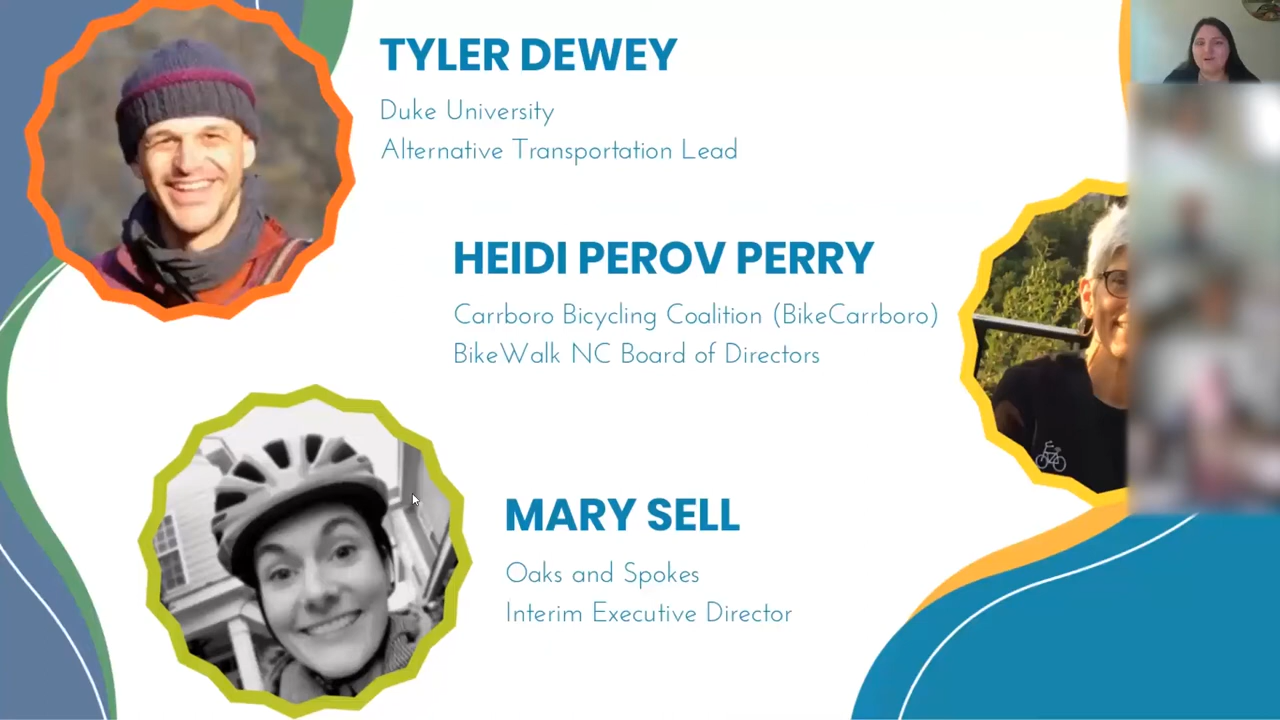 TYLER DEWEY
Duke University
Alternative Transportation Lead
HEIDI PEROV PERRY
Carrboro Bicycling Coalition (BikeCarrboro)
BikeWalk NC Board of Directors
MARY SELL
Oaks and Spokes
Interim Executive Director